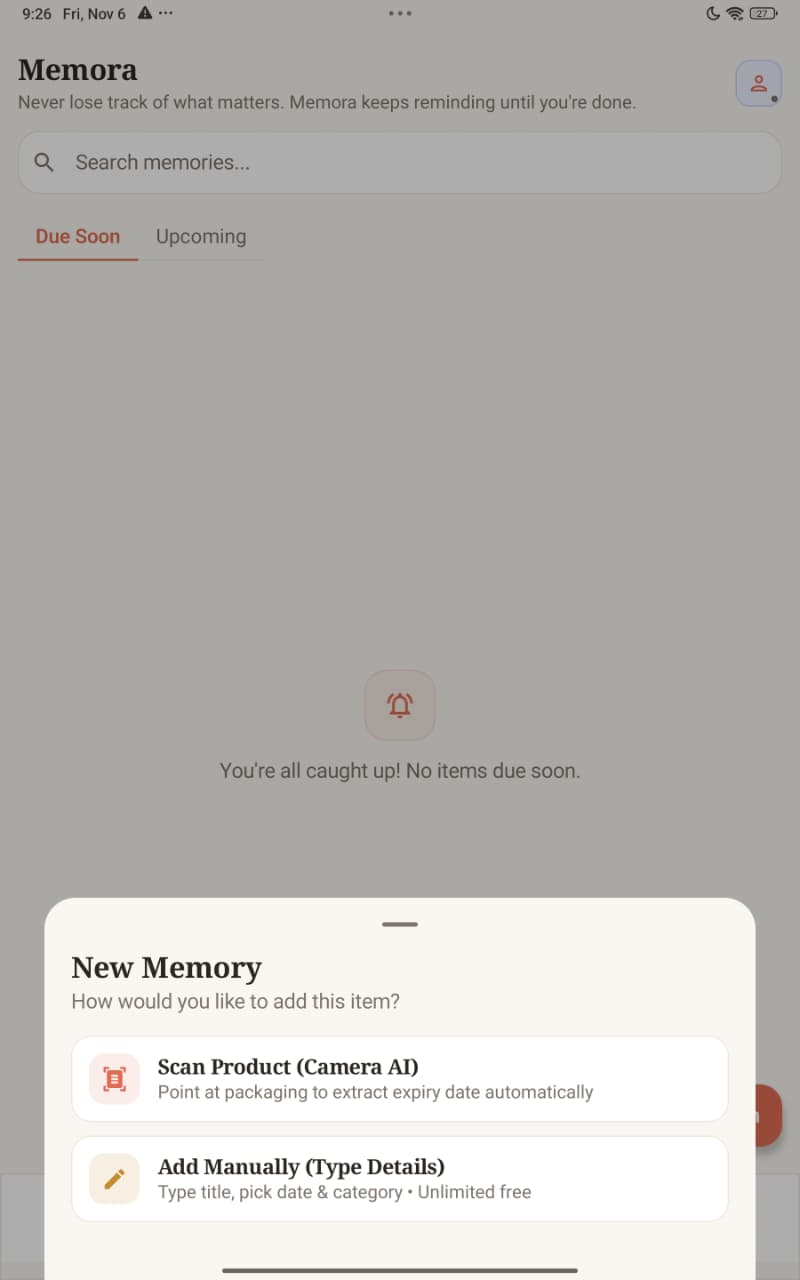 9:26 Fri, Nov 6
27
Memora
Never lose track of what matters. Memora keeps reminding until you're done.
Search memories...
Due Soon
Upcoming
You're all caught up! No items due soon.
New Memory
How would you like to add this item?
Scan Product (Camera AI)
Point at packaging to extract expiry date automatically
Add Manually (Type Details)
Type title, pick date & category • Unlimited free